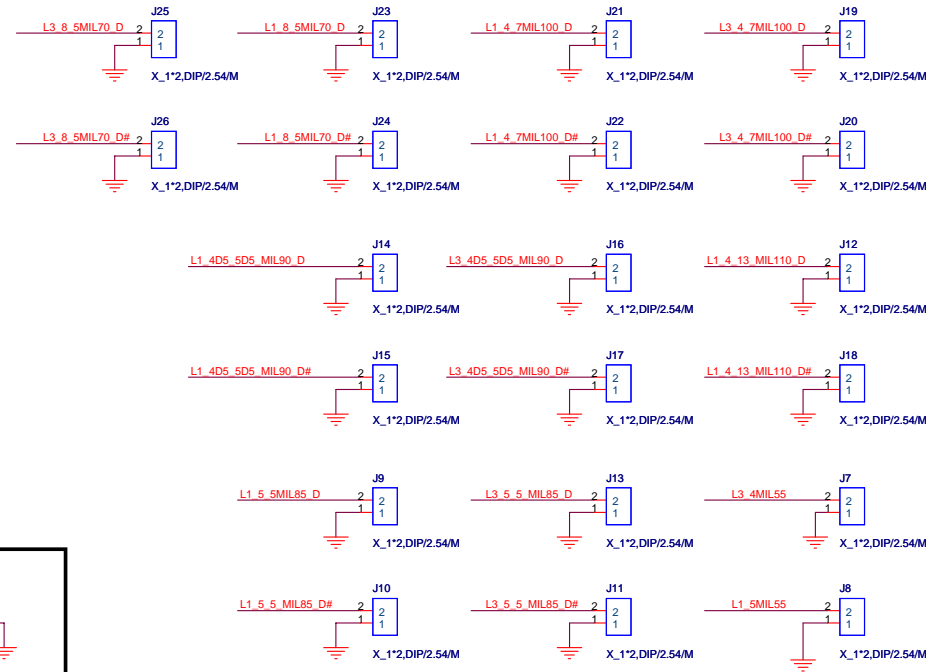 J25 J23 J21 J19
L3_8_5MIL70_D 2 2 L1_8_5MIL70_D 2 2 L1_4_7MIL100_D 2 2 L3_4_7MIL100_D 2 2
1 1 1 1 1 1 1 1
X_1*2,DIP/2.54/M X_1*2,DIP/2.54/M X_1*2,DIP/2.54/M X_1*2,DIP/2.54/M
J26 J24 J22 J20
L3_8_5MIL70_D# 2 2 L1_8_5MIL70_D# 2 2 L1_4_7MIL100_D# 2 2 L3_4_7MIL100_D# 2 2
1 1 1 1 1 1 1 1
X_1*2,DIP/2.54/M X_1*2,DIP/2.54/M X_1*2,DIP/2.54/M X_1*2,DIP/2.54/M
J14 J16 J12
L1_4D5_5D5_MIL90_D 2 2 L3_4D5_5D5_MIL90_D 2 2 L1_4_13_MIL110_D 2 2
1 1 1 1 1 1
X_1*2,DIP/2.54/M X_1*2,DIP/2.54/M X_1*2,DIP/2.54/M
J15 J17 J18
L1_4D5_5D5_MIL90_D# 2 2 L3_4D5_5D5_MIL90_D# 2 2 L1_4_13_MIL110_D# 2 2
1 1 1 1 1 1
X_1*2,DIP/2.54/M X_1*2,DIP/2.54/M X_1*2,DIP/2.54/M
J9 J13 J7
L1_5_5MIL85_D 2 2 L3_5_5_MIL85_D 2 2 L3_4MIL55 2 2
1 1 1 1 1 1
X_1*2,DIP/2.54/M X_1*2,DIP/2.54/M X_1*2,DIP/2.54/M
J10 J11 J8
L1_5_5_MIL85_D# 2 2 L3_5_5_MIL85_D# 2 2 L1_5MIL55 2 2
1 1 1 1 1 1
X_1*2,DIP/2.54/M X_1*2,DIP/2.54/M X_1*2,DIP/2.54/M